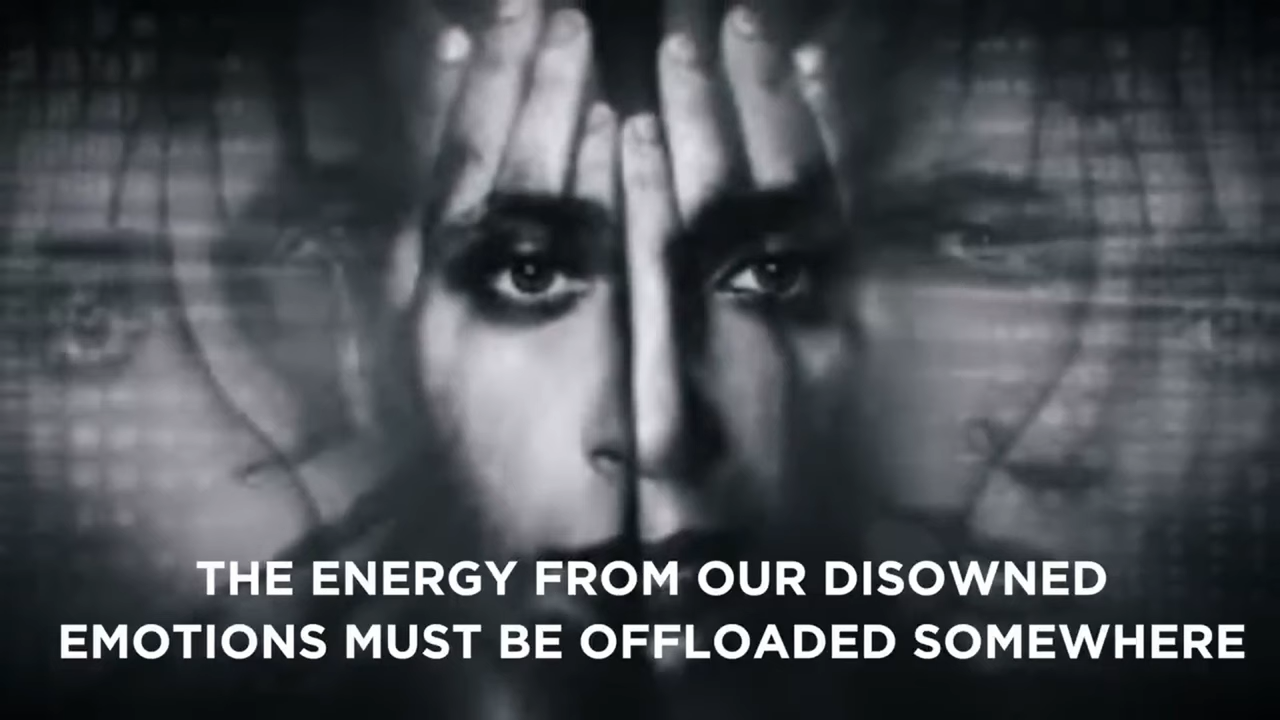 THE ENERGY FROM OUR DISOWNED
EMOTIONS MUST BE OFFLOADED SOMEWHERE